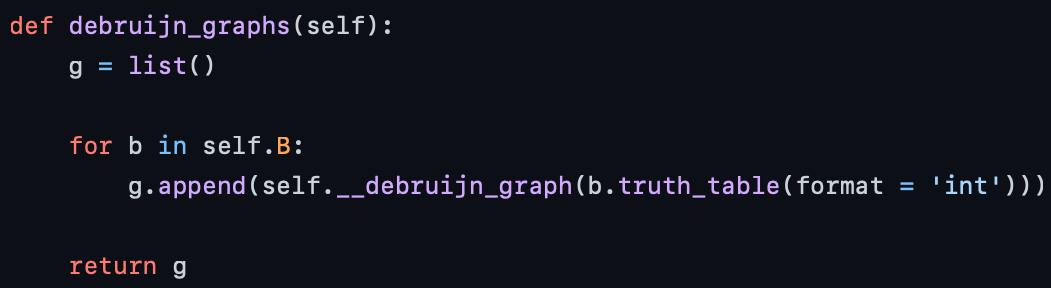 def debruijn_graphs(self):
    g = list()

    for b in self.B:
        g.append(self.__debruijn_graph(b.truth_table(format = 'int')))

    return g